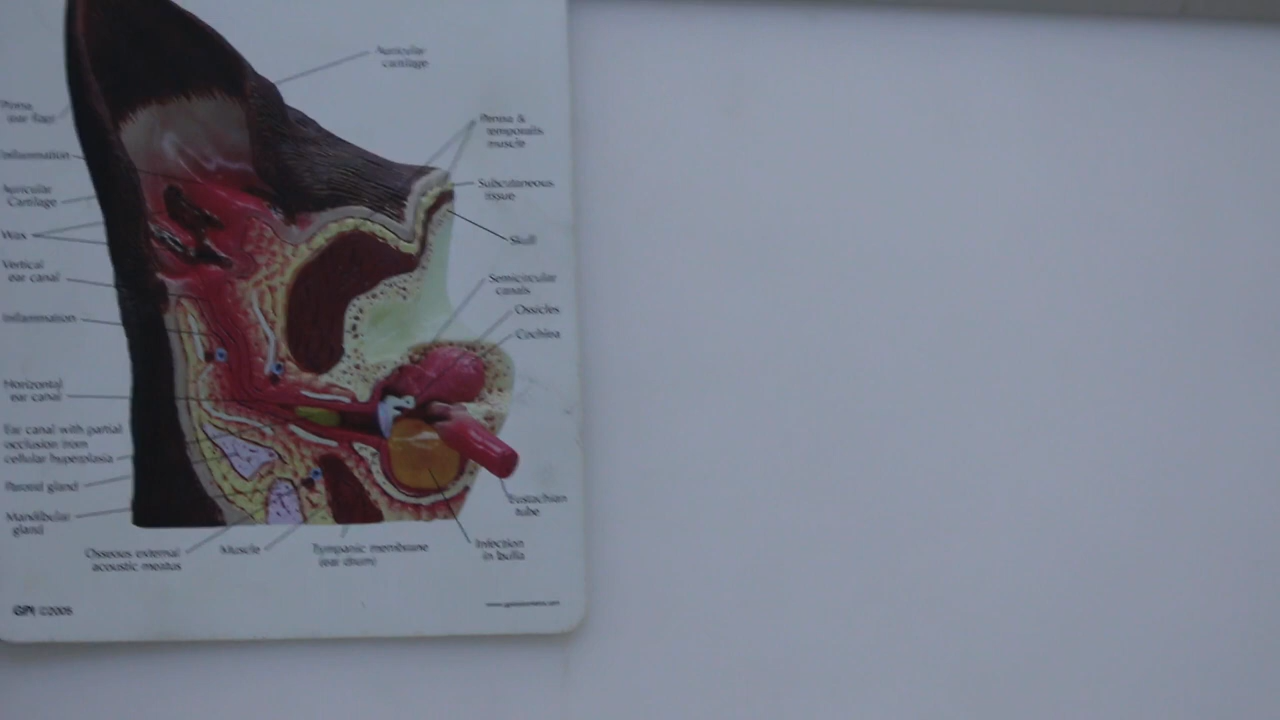 Auricular
cartilage
Pinna
(ear flap)
Penna &
temporalis
muscle
Inflammation
Subcutaneous
tissue
Auricular
Cartilage
Wax
Skull
Vertical
ear canal
Semicircular
canals
Ossicles
Inflammation
Cochlea
Horizontal
ear canal
Ear canal with partial
occlusion from
cellular hyperplasia
Parotid gland
Eustachian
tube
Mandibular
gland
Osseous external
acoustic meatus
Muscle
Tympanic membrane
(ear drum)
Infection
in bulla
GPI ©2005